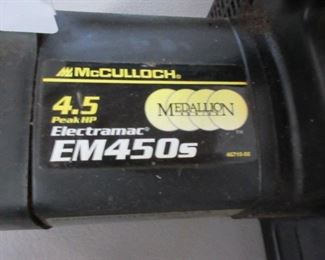 McCULLOCH®
4.5
Peak HP
MEDALLION
Electramac®
EM450s